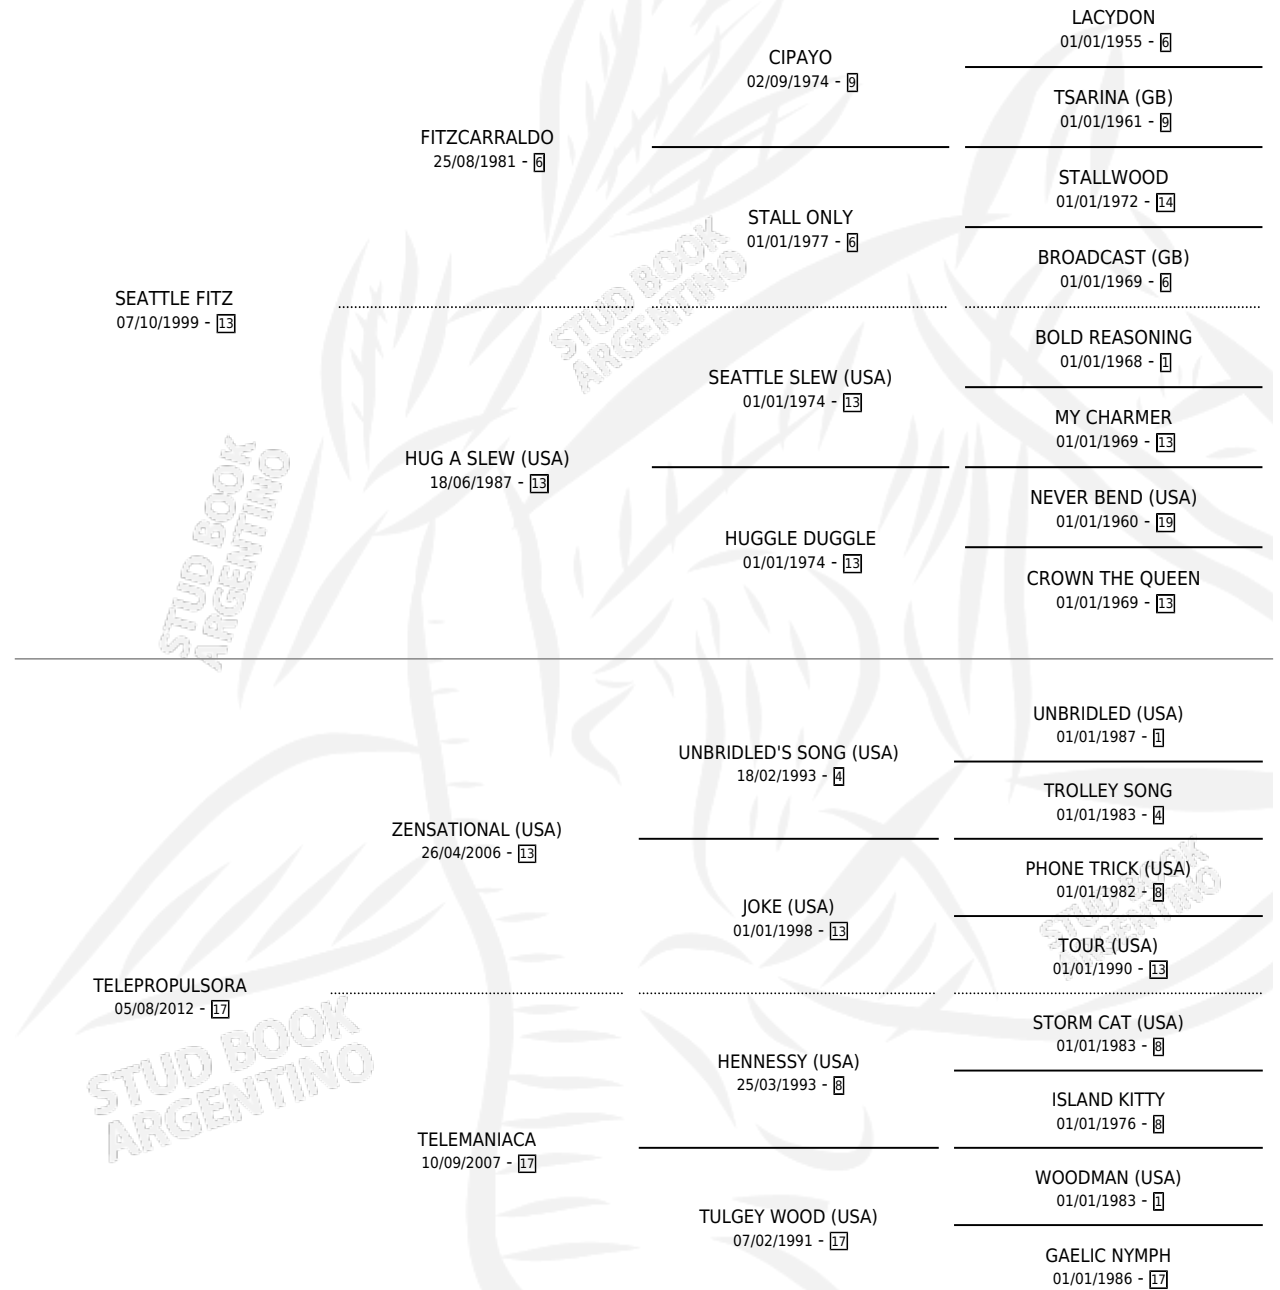 LACYDON
01/01/1955 - 6
CIPAYO
02/09/1974 - 9
TSARINA (GB)
01/01/1961 - 9
FITZCARRALDO
25/08/1981 - 6
STALLWOOD
01/01/1972 - 14
STALL ONLY
01/01/1977 - 6
BROADCAST (GB)
01/01/1969 - 6
SEATTLE FITZ
07/10/1999 - 13
STUD BOOK
ARGENTINO
BOLD REASONING
01/01/1968 - 1
SEATTLE SLEW (USA)
01/01/1974 - 13
MY CHARMER
01/01/1969 - 13
HUG A SLEW (USA)
18/06/1987 - 13
NEVER BEND (USA)
01/01/1960 - 19
HUGGLE DUGGLE
01/01/1974 - 13
CROWN THE QUEEN
01/01/1969 - 13
STUD BOOK
ARGENTINO
UNBRIDLED (USA)
01/01/1987 - 1
UNBRIDLED'S SONG (USA)
18/02/1993 - 4
TROLLEY SONG
01/01/1983 - 4
ZENSATIONAL (USA)
26/04/2006 - 13
PHONE TRICK (USA)
01/01/1982 - 8
JOKE (USA)
01/01/1998 - 13
TOUR (USA)
01/01/1990 - 13
STUD BOOK
ARGENTINO
TELEPROPULSORA
05/08/2012 - 17
STORM CAT (USA)
01/01/1983 - 8
HENNESSY (USA)
25/03/1993 - 8
ISLAND KITTY
01/01/1976 - 8
STUD BOOK
ARGENTINO
TELEMANIACA
10/09/2007 - 17
WOODMAN (USA)
01/01/1983 - 1
TULGEY WOOD (USA)
07/02/1991 - 17
GAELIC NYMPH
01/01/1986 - 17